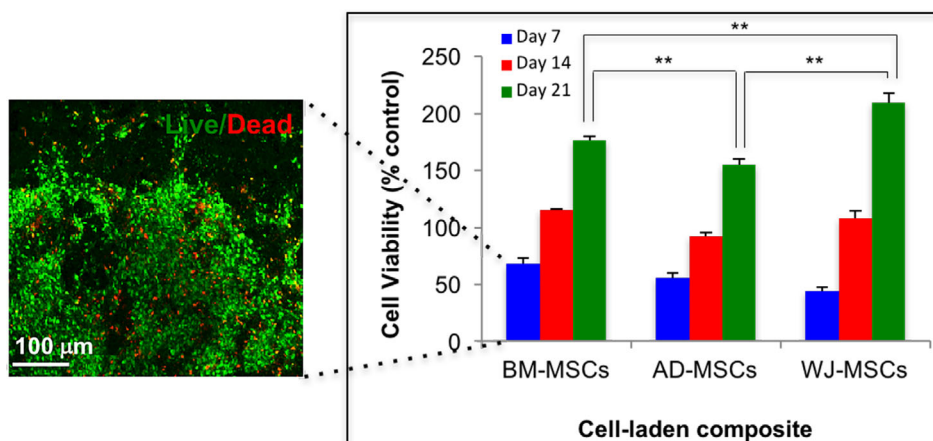 Live/Dead
100 μm
Day 7
Day 14
Day 21
**
**
**
Cell Viability (% control)
250
200
150
100
50
0
BM-MSCs AD-MSCs WJ-MSCs
Cell-laden composite